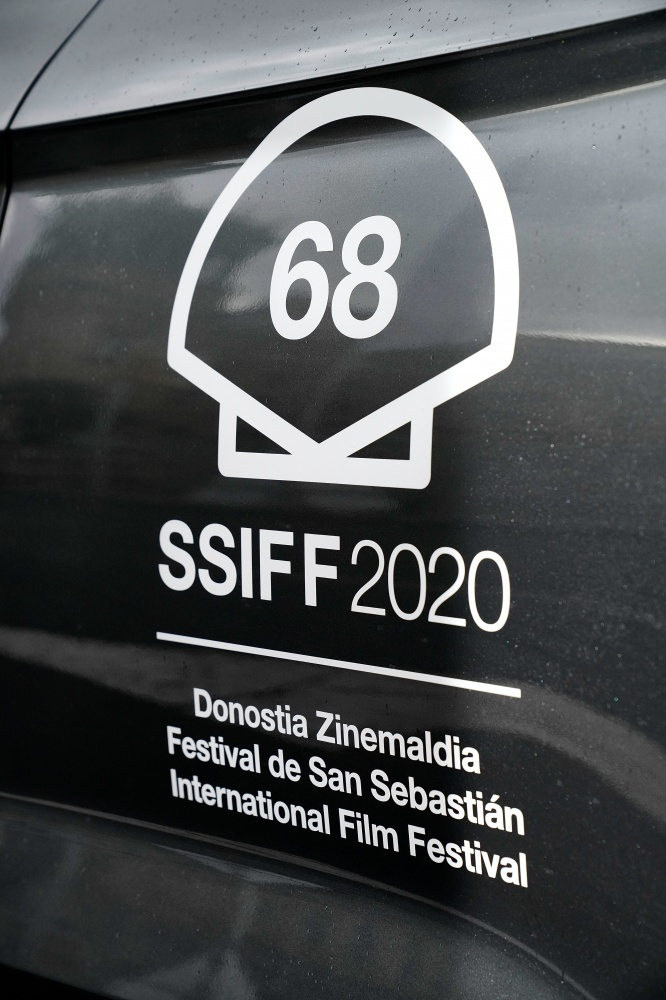 68
SSIFF 2020
Donostia Zinemaldia
Festival de San Sebastián
International Film Festival